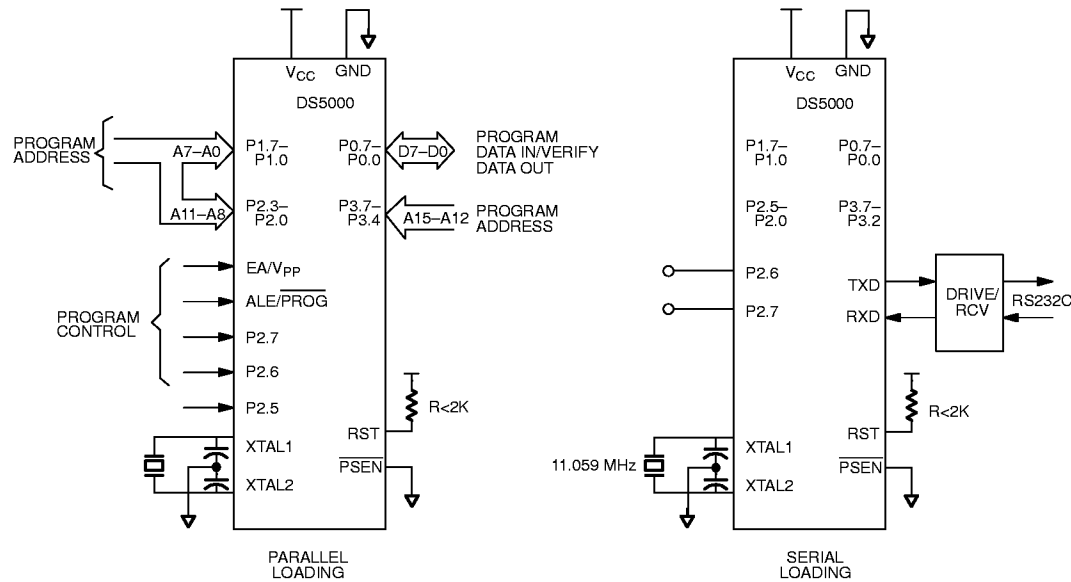 VCC
GND
DS5000
PROGRAM
ADDRESS
A7–A0
P1.7–
P1.0
P0.7–
P0.0
D7–D0
PROGRAM
DATA IN/VERIFY
DATA OUT
A11–A8
P2.3–
P2.0
P3.7–
P3.4
A15–A12
PROGRAM
ADDRESS
PROGRAM
CONTROL
EA/VPP
ALE/PROG
P2.7
P2.6
P2.5
R<2K
RST
XTAL1
PSEN
XTAL2
PARALLEL
LOADING
VCC
GND
DS5000
P1.7–
P1.0
P0.7–
P0.0
P2.5–
P2.0
P3.7–
P3.2
P2.6
P2.7
TXD
RXD
DRIVE/
RCV
RS232C
R<2K
RST
XTAL1
11.059 MHz
PSEN
XTAL2
SERIAL
LOADING